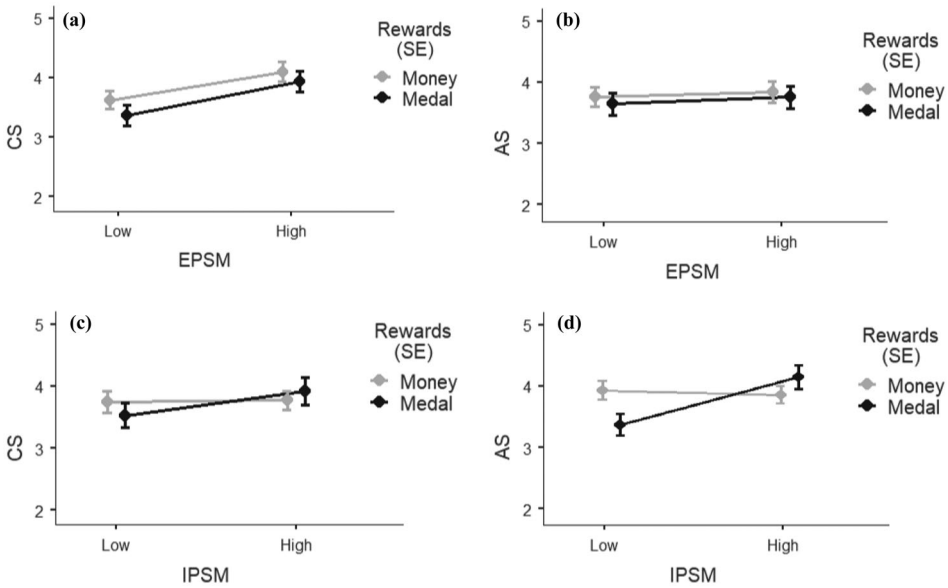 (a)
Rewards
(SE)
Money
Medal
5
4
3
2
CS
Low
High
EPSM
(b)
Rewards
(SE)
Money
Medal
5
4
3
2
AS
Low
High
EPSM
(c)
Rewards
(SE)
Money
Medal
5
4
3
2
CS
Low
High
IPSM
(d)
Rewards
(SE)
Money
Medal
5
4
3
2
AS
Low
High
IPSM